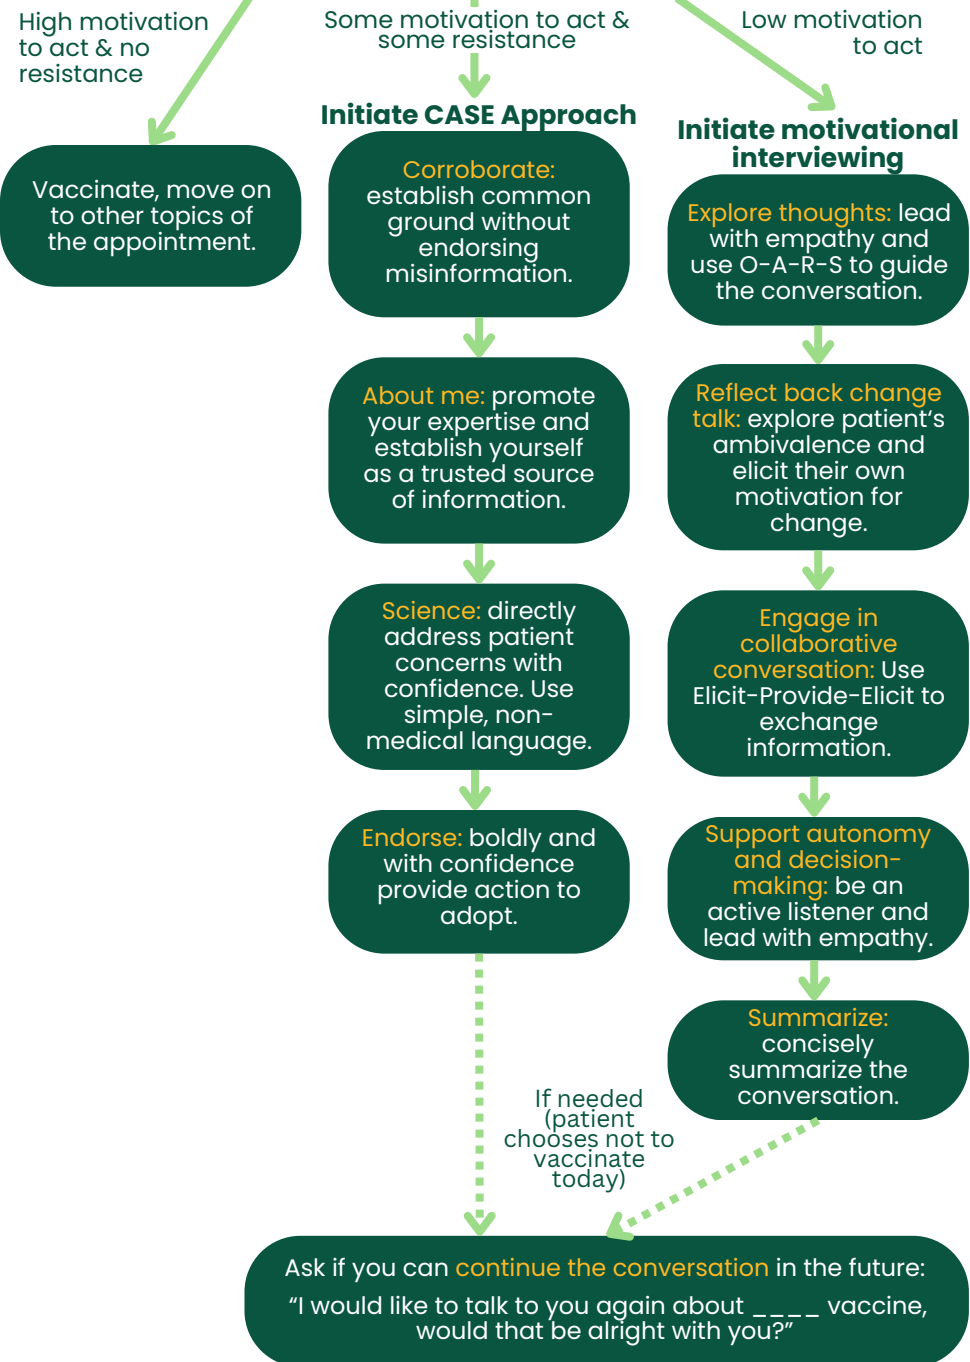 High motivation
to act & no
resistance
Some motivation to act &
some resistance
Low motivation
to act
Vaccinate, move on
to other topics of
the appointment.
Initiate CASE Approach
Corroborate:
establish common
ground without
endorsing
misinformation.
About me: promote
your expertise and
establish yourself
as a trusted source
of information.
Science: directly
address patient
concerns with
confidence. Use
simple, non-
medical language.
Endorse: boldly and
with confidence
provide action to
adopt.
Initiate motivational
interviewing
Explore thoughts: lead
with empathy and
use O-A-R-S to guide
the conversation.
Reflect back change
talk: explore patient‘s
ambivalence and
elicit their own
motivation for
change.
Engage in
collaborative
conversation: Use
Elicit-Provide-Elicit to
exchange
information.
Support autonomy
and decision-
making: be an
active listener and
lead with empathy.
Summarize:
concisely
summarize the
conversation.
If needed
(patient
chooses not to
vaccinate
today)
Ask if you can continue the conversation in the future:
“I would like to talk to you again about ____ vaccine,
would that be alright with you?”